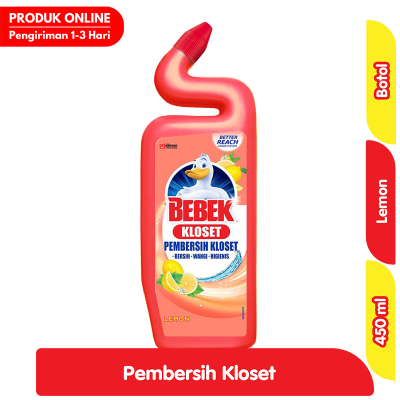 PRODUK ONLINE
Pengiriman 1-3 Hari
Botol
Lemon
450 ml
BETTER
REACH
BEBEK
KLOSET
PEMBERSIH KLOSET
-BERSIH - WANGI - HIGIENIS
LEMON
Pembersih Kloset